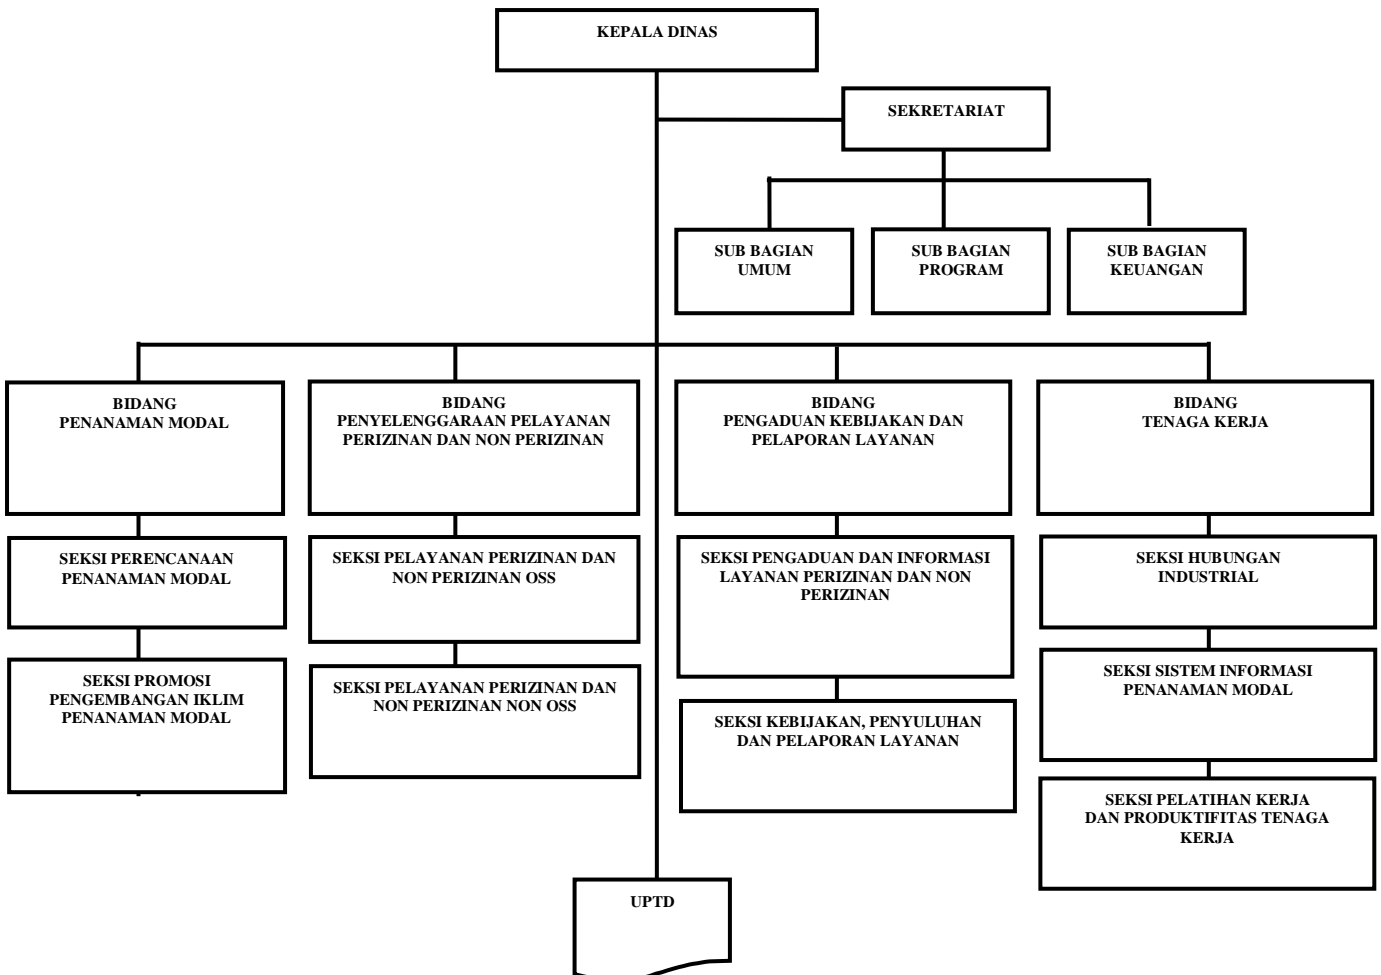 KEPALA DINAS
SEKRETARIAT
SUB BAGIAN
UMUM
SUB BAGIAN
PROGRAM
SUB BAGIAN
KEUANGAN
BIDANG
PENANAMAN MODAL
BIDANG
PENYELENGGARAAN PELAYANAN
PERIZINAN DAN NON PERIZINAN
BIDANG
PENGADUAN KEBIJAKAN DAN
PELAPORAN LAYANAN
BIDANG
TENAGA KERJA
SEKSI PERENCANAAN
PENANAMAN MODAL
SEKSI PELAYANAN PERIZINAN DAN
NON PERIZINAN OSS
SEKSI PENGADUAN DAN INFORMASI
LAYANAN PERIZINAN DAN NON
PERIZINAN
SEKSI HUBUNGAN
INDUSTRIAL
SEKSI PROMOSI
PENGEMBANGAN IKLIM
PENANAMAN MODAL
SEKSI PELAYANAN PERIZINAN DAN
NON PERIZINAN NON OSS
SEKSI KEBIJAKAN, PENYULUHAN
DAN PELAPORAN LAYANAN
SEKSI SISTEM INFORMASI
PENANAMAN MODAL
SEKSI PELATIHAN KERJA
DAN PRODUKTIFITAS TENAGA
KERJA
UPTD